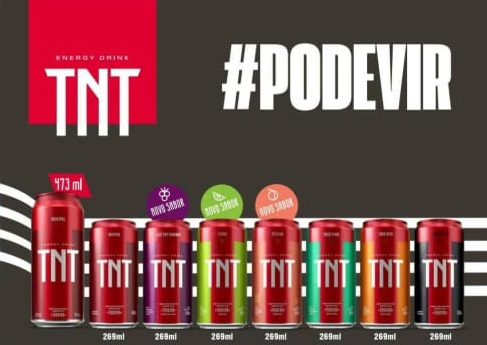 ENERGY DRINK
TNT
#PODEVIR
473 ml
NOVO SABOR
NOVO SABOR
NOVO SABOR
TNT
TNT
TNT
TNT
TNT
TNT
TNT
TNT
269ml
269ml
269ml
269ml
269ml
269ml
269ml